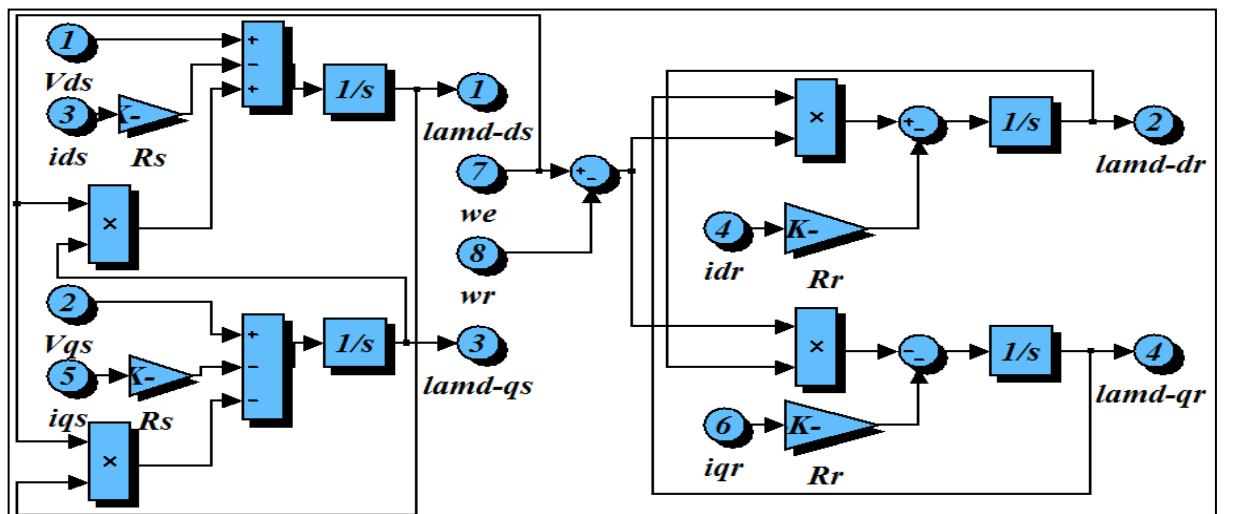 1
Vds
3
ids
K-
Rs
+
−
+
1/s
1
lamd-ds
×
7
we
8
wr
+
−
2
Vqs
5
iqs
K-
Rs
+
−
−
1/s
3
lamd-qs
×
×
+
−
1/s
2
lamd-dr
4
idr
K-
Rr
×
−
−
1/s
4
lamd-qr
6
iqr
K-
Rr